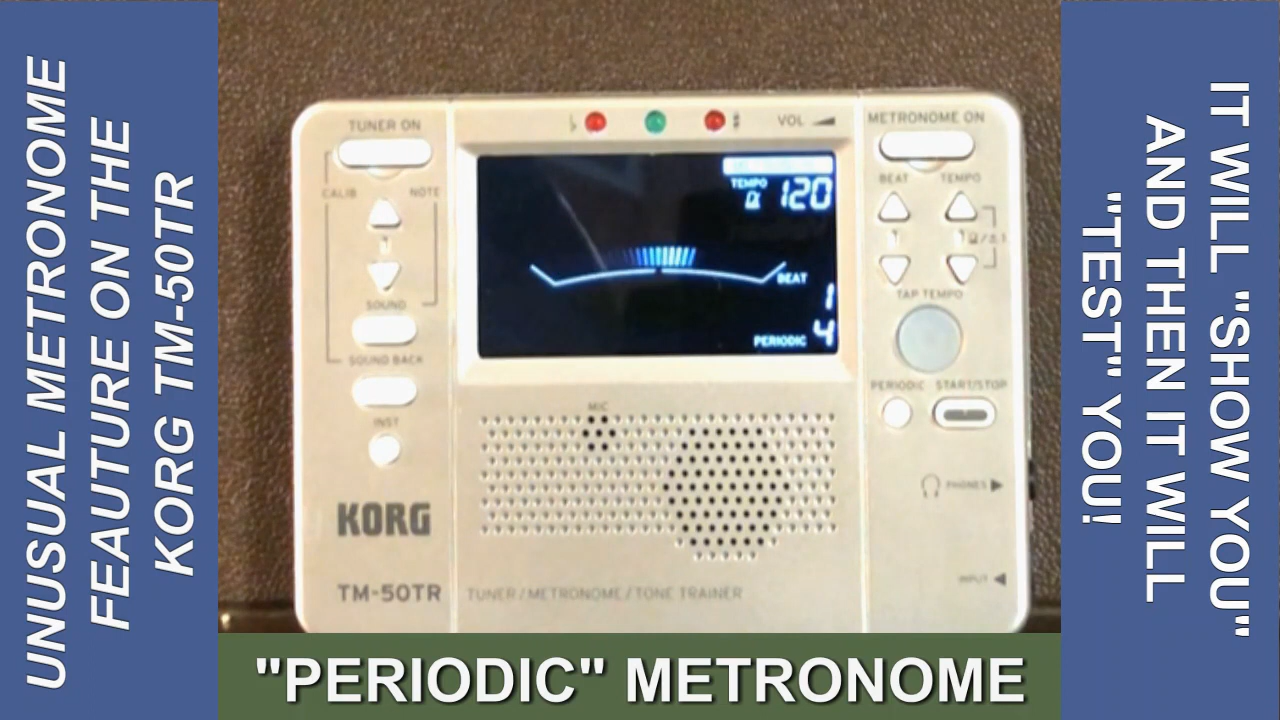 UNUSUAL METRONOME
FEAUTURE ON THE
KORG TM-50TR
TUNER ON
VOL
METRONOME ON
CALIB
NOTE
BEAT
TEMPO
TEMPO
120
SOUND
BEAT
1
PERIODIC 4
TAP TEMPO
SOUND BACK
PERIODIC
START/STOP
INST
MIC
PHONES
KORG
INPUT
TM-50TR
TUNER / METRONOME / TONE TRAINER
IT WILL "SHOW YOU"
AND THEN IT WILL
"TEST" YOU!
"PERIODIC" METRONOME